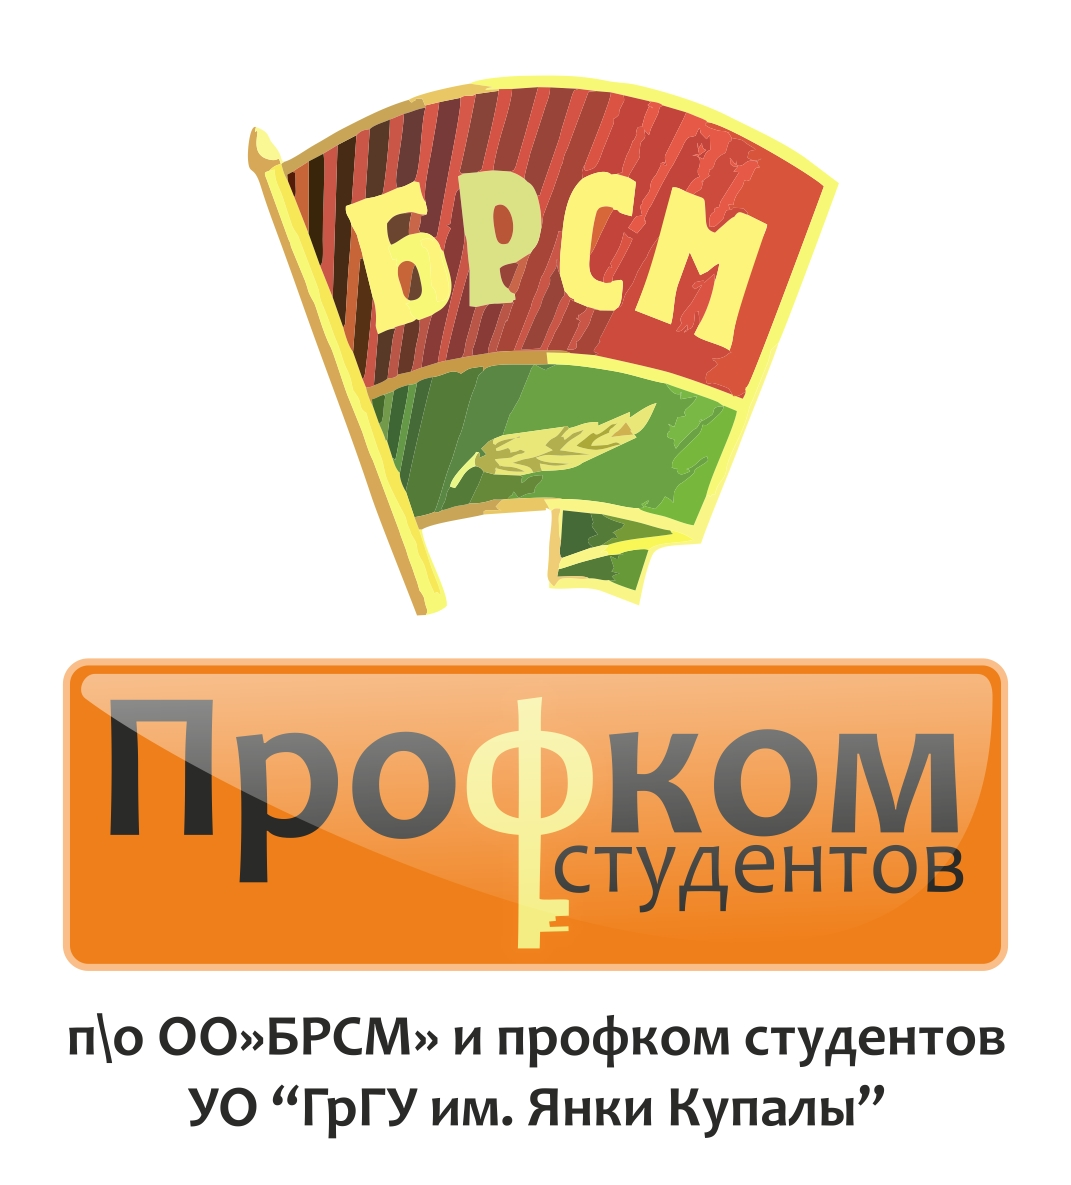 БРСМ
Профком
студентов
п\о ОО»БРСМ» и профком студентов
УО “ГрГУ им. Янки Купалы”